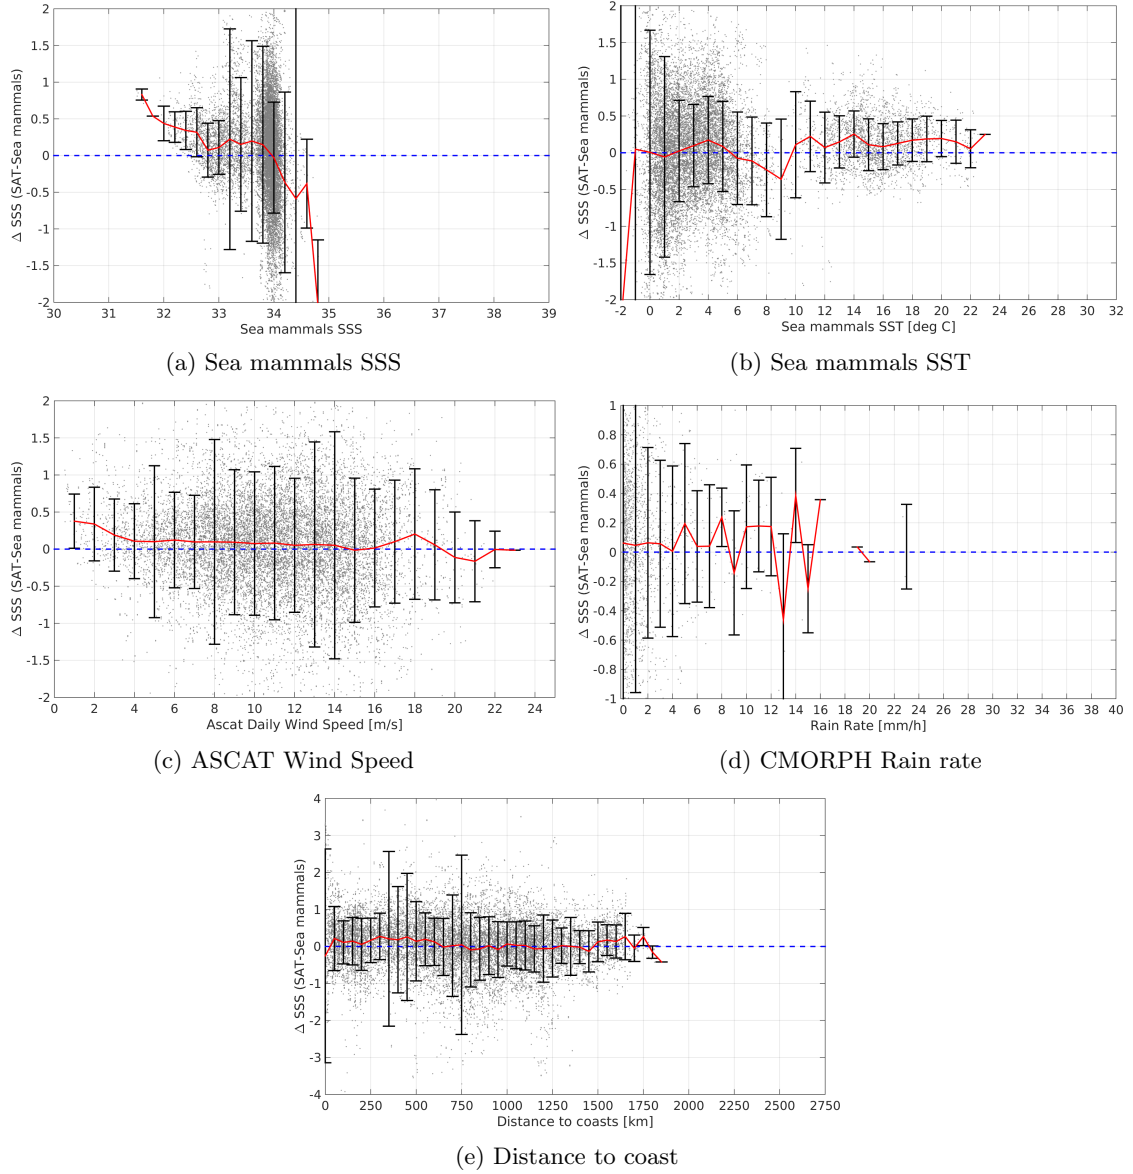 2
1.5
1
0.5
0
-0.5
-1
-1.5
-2
Δ SSS (SAT-Sea mammals)
30 31 32 33 34 35 36 37 38 39
Sea mammals SSS
(a) Sea mammals SSS
2
1.5
1
0.5
0
-0.5
-1
-1.5
-2
Δ SSS (SAT-Sea mammals)
-2 0 2 4 6 8 10 12 14 16 18 20 22 24 26 28 30 32
Sea mammals SST [deg C]
(b) Sea mammals SST
2
1.5
1
0.5
0
-0.5
-1
-1.5
-2
Δ SSS (SAT-Sea mammals)
0 2 4 6 8 10 12 14 16 18 20 22 24
Ascat Daily Wind Speed [m/s]
(c) ASCAT Wind Speed
1
0.8
0.6
0.4
0.2
0
-0.2
-0.4
-0.6
-0.8
-1
Δ SSS (SAT-Sea mammals)
0 2 4 6 8 10 12 14 16 18 20 22 24 26 28 30 32 34 36 38 40
Rain Rate [mm/h]
(d) CMORPH Rain rate
4
3
2
1
0
-1
-2
-3
-4
Δ SSS (SAT-Sea mammals)
0 250 500 750 1000 1250 1500 1750 2000 2250 2500 2750
Distance to coasts [km]
(e) Distance to coast